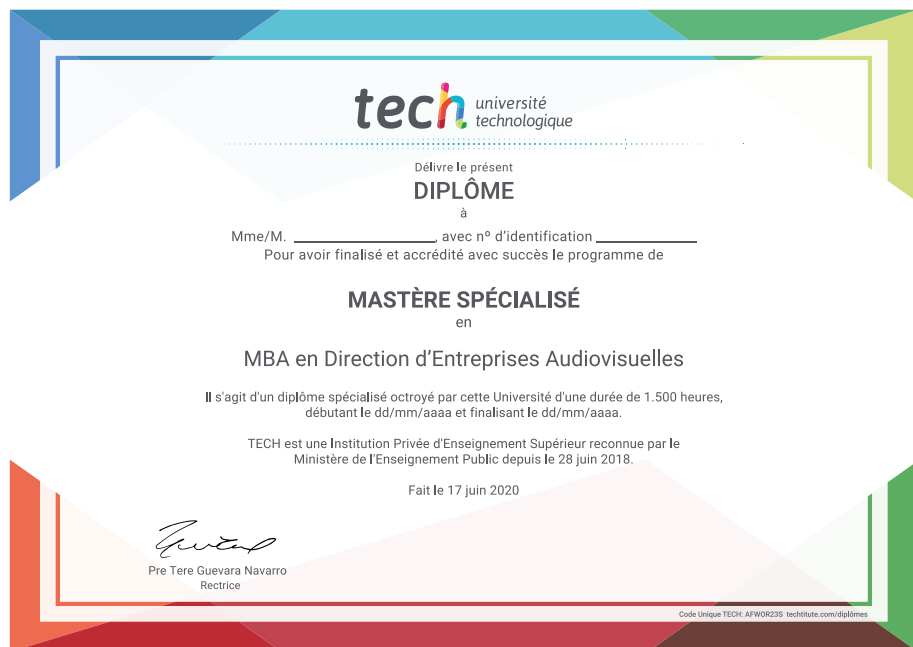 tech université
technologique
Délivre le présent
DIPLÔME
à
Mme/M. ____________________, avec nº d'identification ______________
Pour avoir finalisé et accrédité avec succès le programme de
MASTÈRE SPÉCIALISÉ
en
MBA en Direction d'Entreprises Audiovisuelles
Il s'agit d'un diplôme spécialisé octroyé par cette Université d'une durée de 1.500 heures,
débutant le dd/mm/aaaa et finalisant le dd/mm/aaaa.
TECH est une Institution Privée d'Enseignement Supérieur reconnue par le
Ministère de l'Enseignement Public depuis le 28 juin 2018.
Fait le 17 juin 2020
Pre Tere Guevara Navarro
Rectrice
Code Unique TECH: AFWOR23S techtitute.com/diplômes